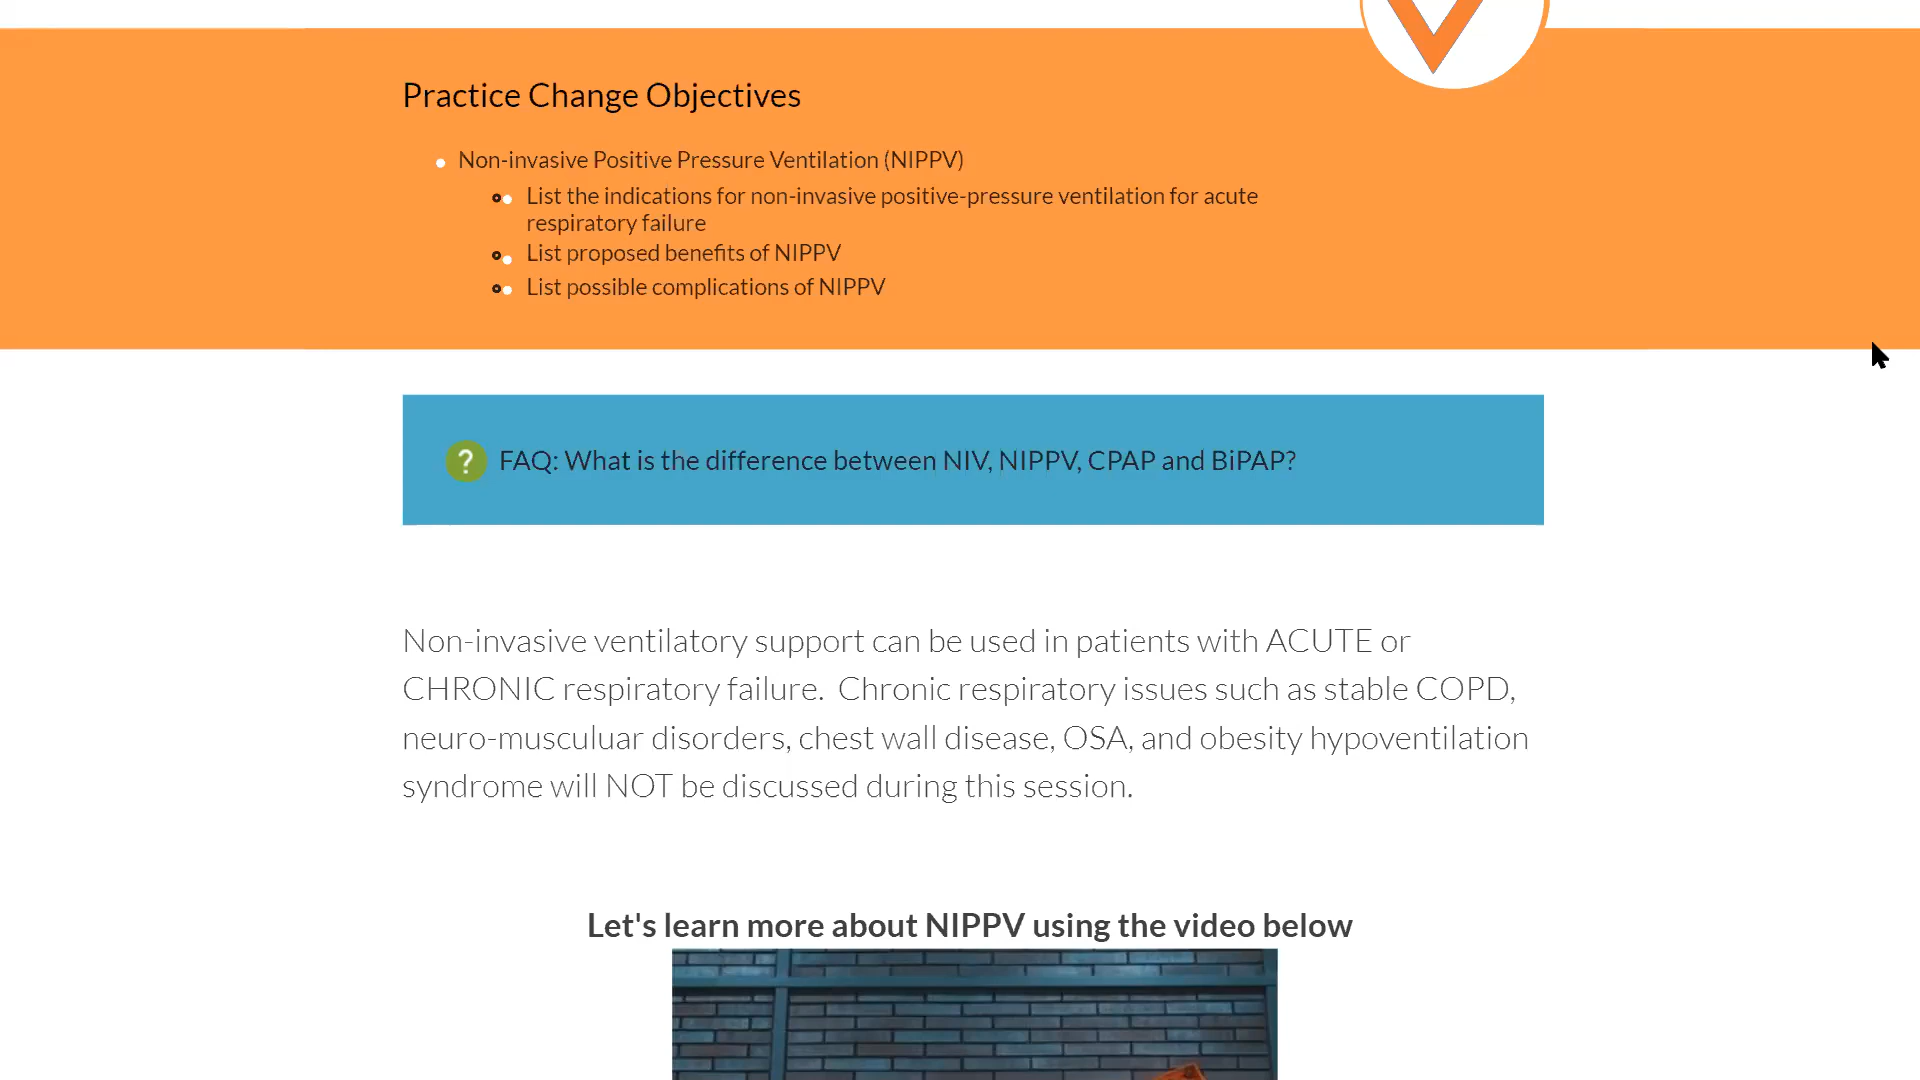 Practice Change Objectives
Non-invasive Positive Pressure Ventilation (NIPPV)
List the indications for non-invasive positive-pressure ventilation for acute
respiratory failure
List proposed benefits of NIPPV
List possible complications of NIPPV
? FAQ: What is the difference between NIV, NIPPV, CPAP and BiPAP?
Non-invasive ventilatory support can be used in patients with ACUTE or
CHRONIC respiratory failure.  Chronic respiratory issues such as stable COPD,
neuro-musculuar disorders, chest wall disease, OSA, and obesity hypoventilation
syndrome will NOT be discussed during this session.
Let's learn more about NIPPV using the video below